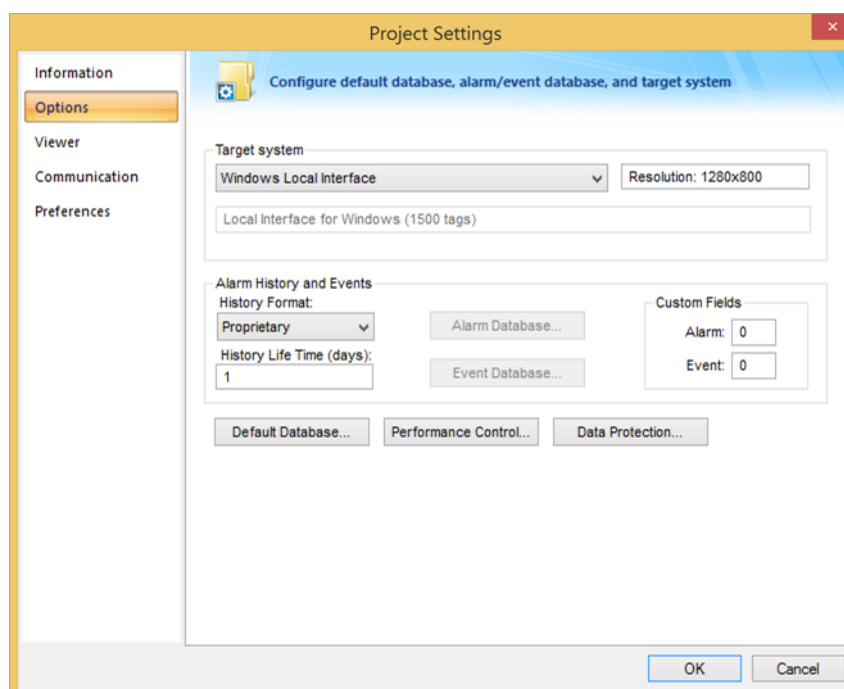 Project Settings
Information
Options
Viewer
Communication
Preferences
Configure default database, alarm/event database, and target system
Target system
Windows Local Interface
Resolution: 1280x800
Local Interface for Windows (1500 tags)
Alarm History and Events
History Format:
Proprietary
Alarm Database...
History Life Time (days):
1
Event Database...
Custom Fields
Alarm: 0
Event: 0
Default Database...
Performance Control...
Data Protection...
OK
Cancel